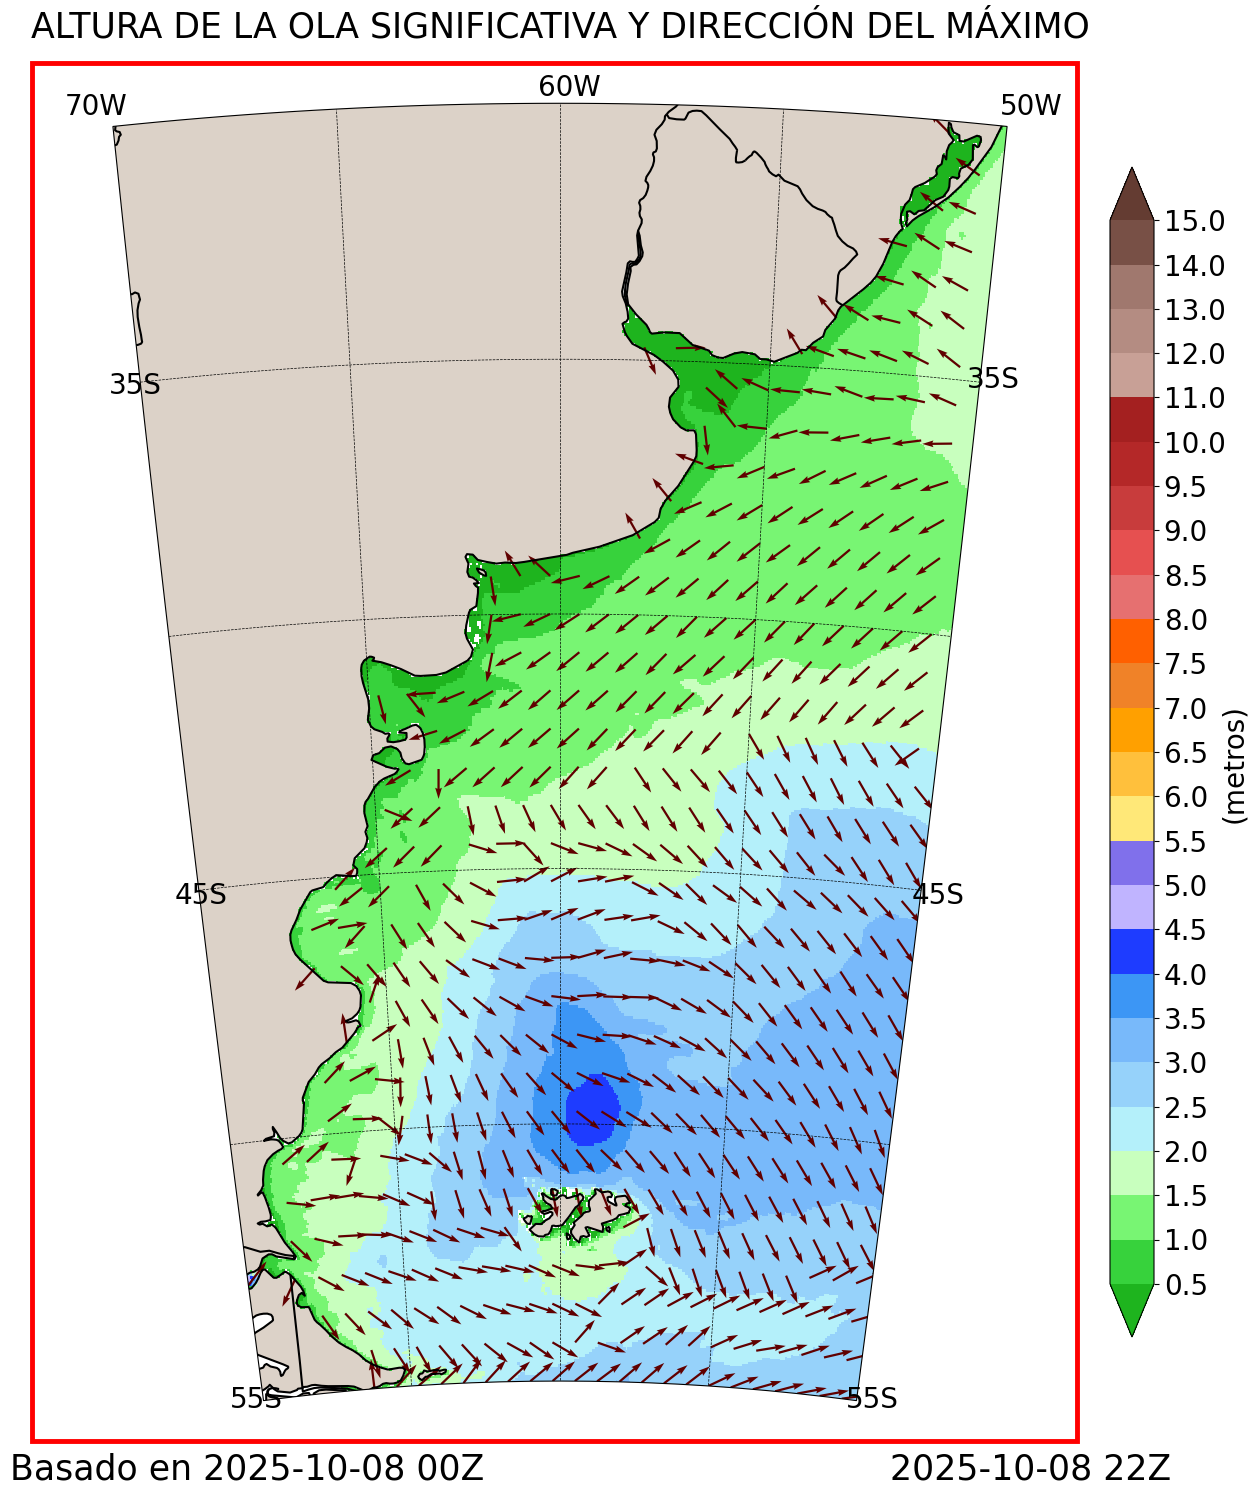 ALTURA DE LA OLA SIGNIFICATIVA Y DIRECCIÓN DEL MÁXIMO
70W
60W
50W
35S
35S
45S
45S
55S
55S
15.0
14.0
13.0
12.0
11.0
10.0
9.5
9.0
8.5
8.0
7.5
7.0
6.5
6.0
5.5
5.0
4.5
4.0
3.5
3.0
2.5
2.0
1.5
1.0
0.5
(metros)
Basado en 2025-10-08 00Z
2025-10-08 22Z